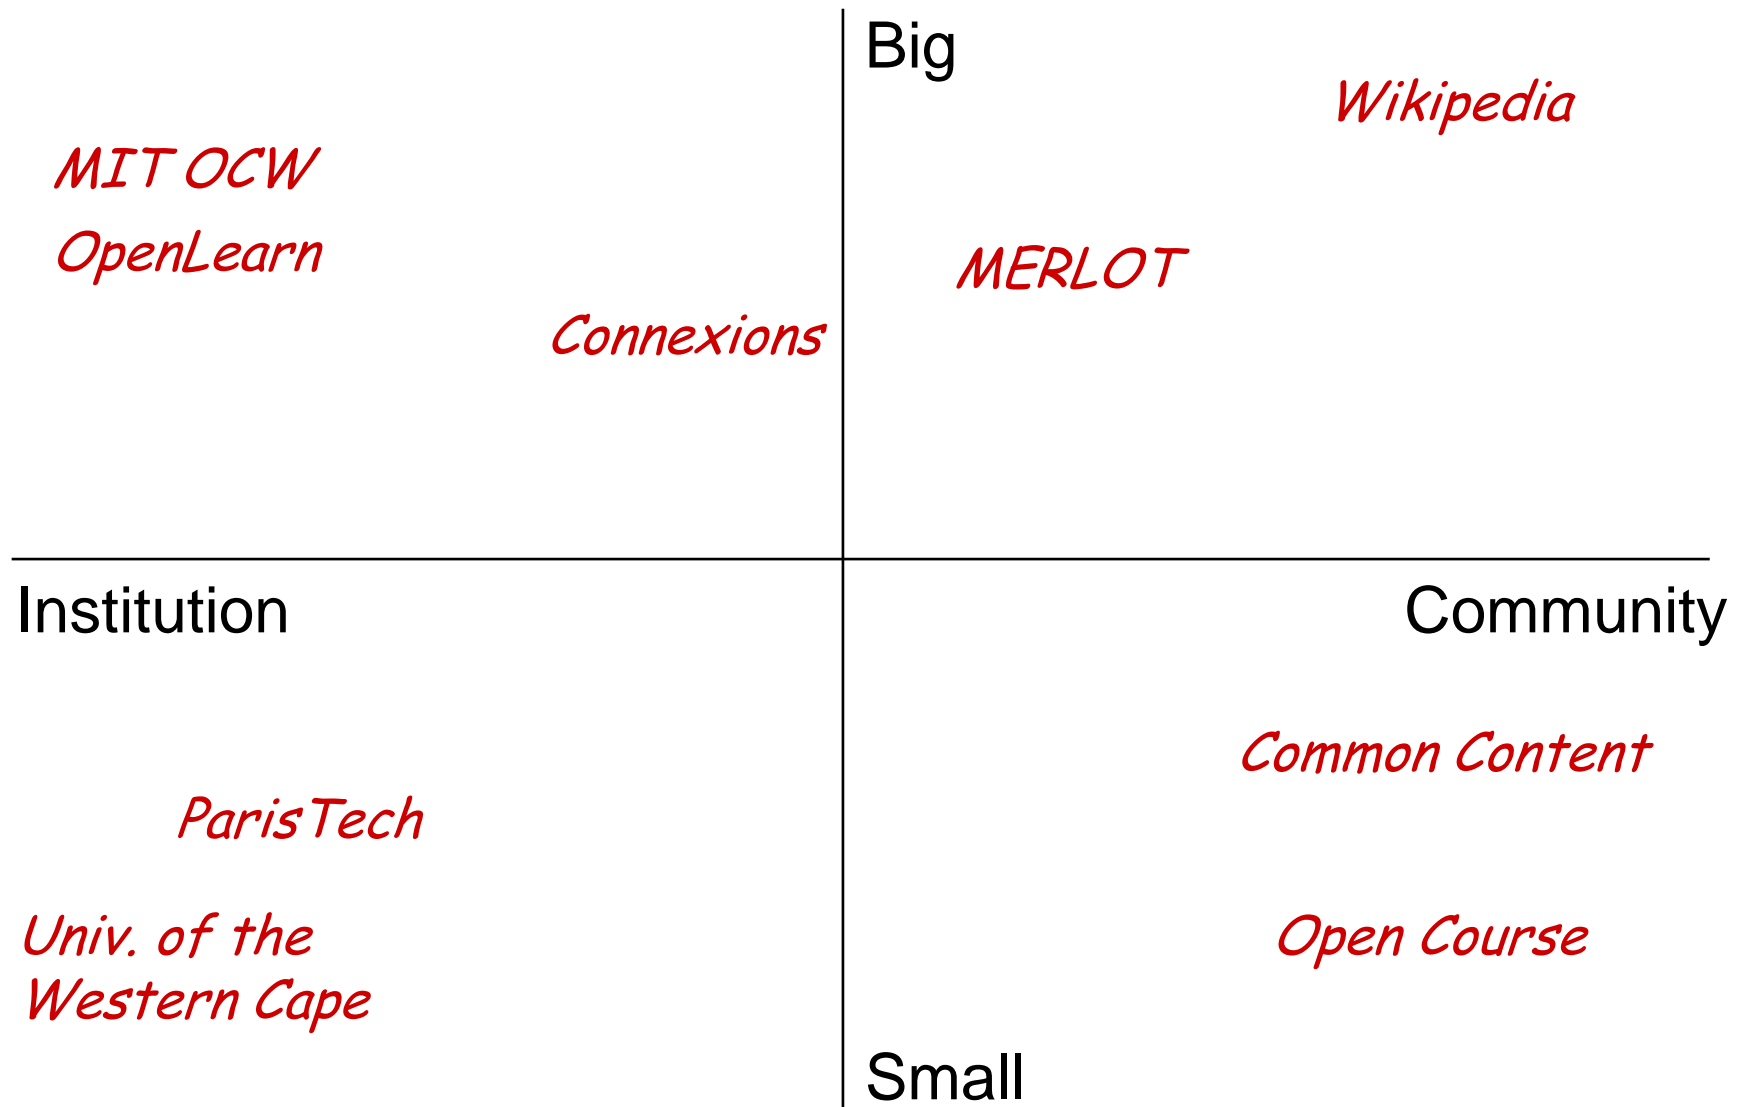 Big
Wikipedia
MIT OCW
OpenLearn
MERLOT
Connexions
Institution
Community
Common Content
ParisTech
Univ. of the
Western Cape
Open Course
Small